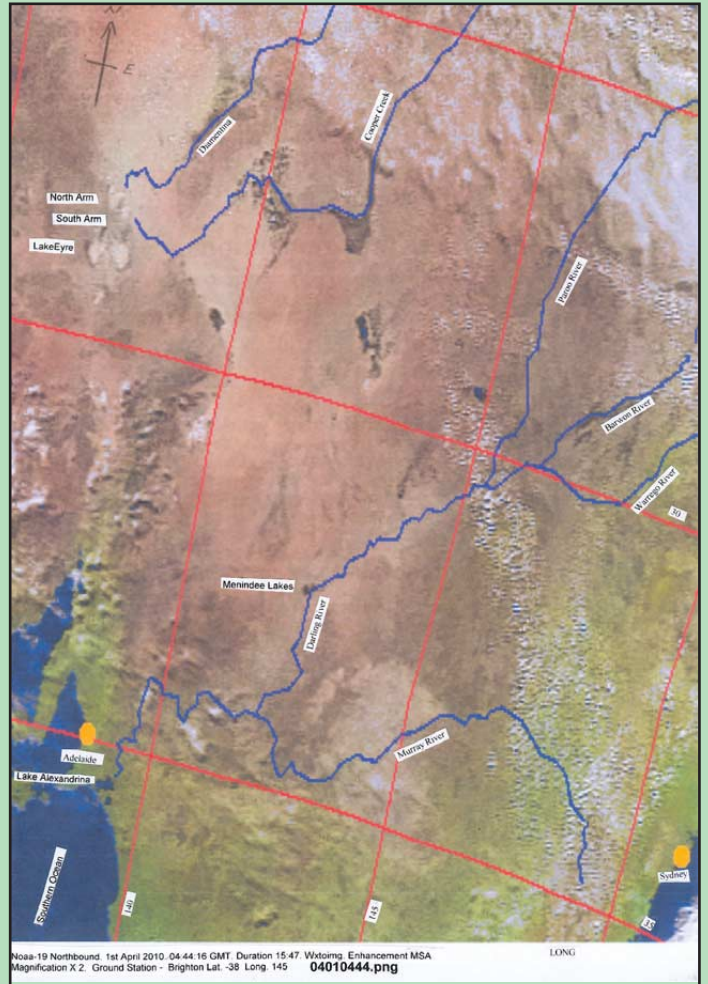 N
E
Diamentina
Cooper Creek
North Arm
South Arm
LakeEyre
Paroo River
Barwon River
Warrego River
30
Menindee Lakes
Darling River
Adelaide
Murray River
Lake Alexandrina
Southern Ocean
Sydney
140
145
35
LONG
Noaa-19 Northbound. 1st April 2010. 04:44:16 GMT. Duration 15:47. Wxtoimg. Enhancement MSA
Magnification X 2. Ground Station - Brighton Lat. -38 Long. 145 04010444.png